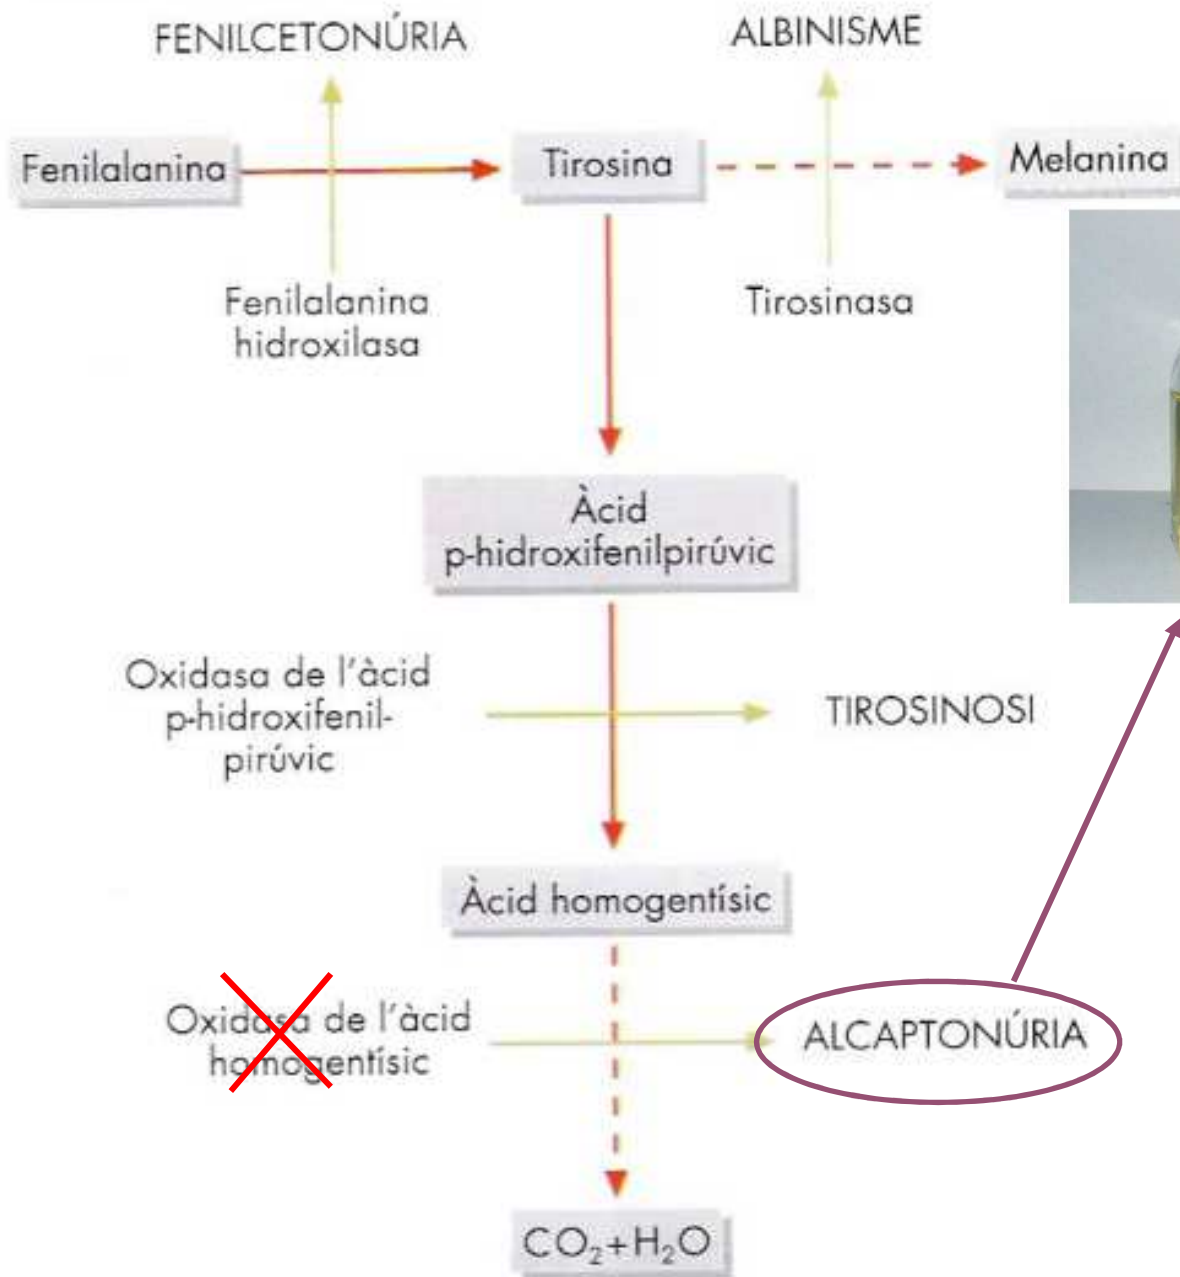 FENILCETONÚRIA
ALBINISME
Fenilalanina
Tirosina
Melanina
Fenilalanina
hidroxilasa
Tirosinasa
Àcid
p-hidroxifenilpirúvic
Oxidasa de l'àcid
p-hidroxifenil-
pirúvic
TIROSINOSI
Àcid homogentísic
Oxidasa de l'àcid
homogentísic
ALCAPTONÚRIA
CO₂+H₂O